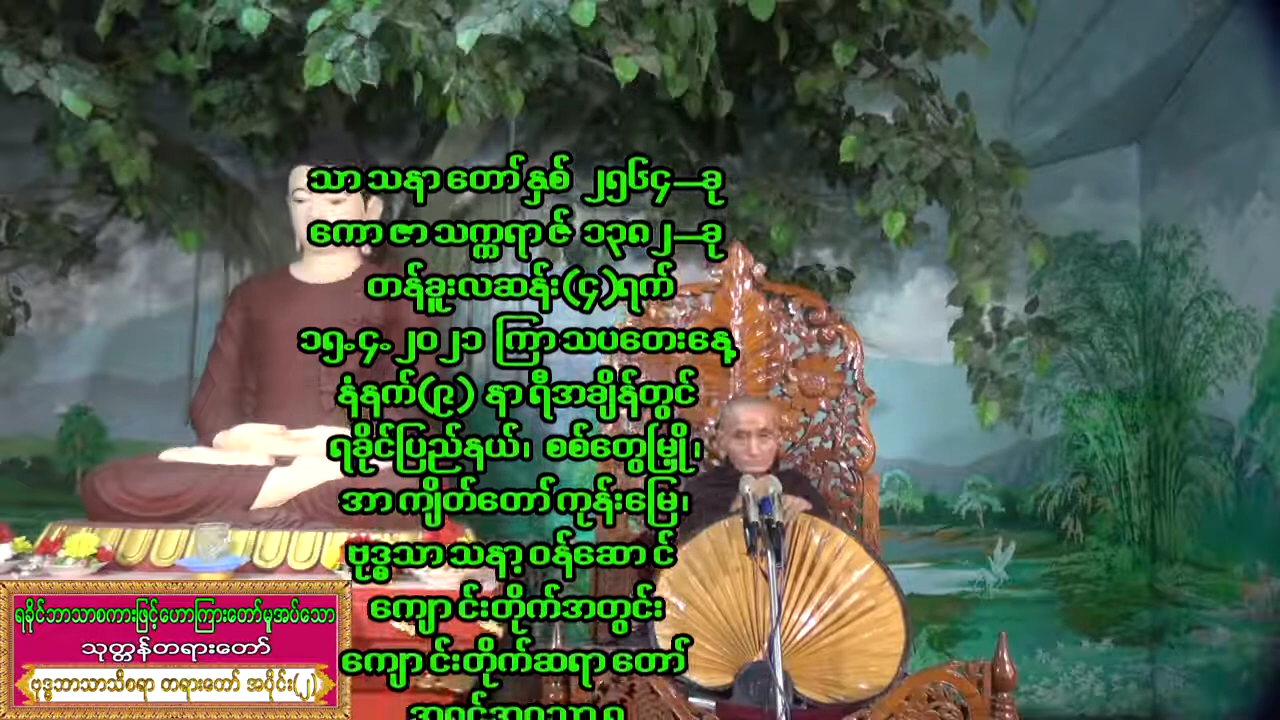 သာသနာတော်နှစ် ၂၅၆၄–ခု
ကောဇာသက္ကရာဇ် ၁၃၈၂–ခု
တန်ခူးလဆန်း(၄)ရက်
၁၅.၄.၂၀၂၁ ကြာသပတေးနေ့
နံနက်(၉) နာရီအချိန်တွင်
ရခိုင်ပြည်နယ်၊ စစ်တွေမြို့၊
အာကျိတ်တော်ကုန်းမြေ၊
ဗုဒ္ဓသာသနာ့ဝန်ဆောင်
ကျောင်းတိုက်အတွင်း
ကျောင်းတိုက်ဆရာတော်
ရခိုင်ဘာသာစကားဖြင့်ဟောကြားတော်မူအပ်သော
သုတ္တန်တရားတော်
ဗုဒ္ဓဘာသာသိစရာ တရားတော် အပိုင်း(၂)